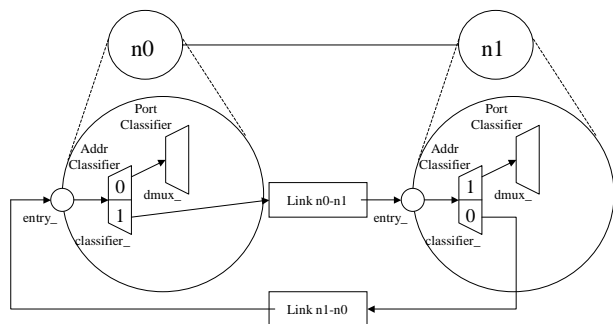 n0
n1
Port
Classifier
Addr
Classifier
0
1
dmux_
entry_
classifier_
Link n0-n1
Port
Classifier
Addr
Classifier
1
0
dmux_
entry_
classifier_
Link n1-n0